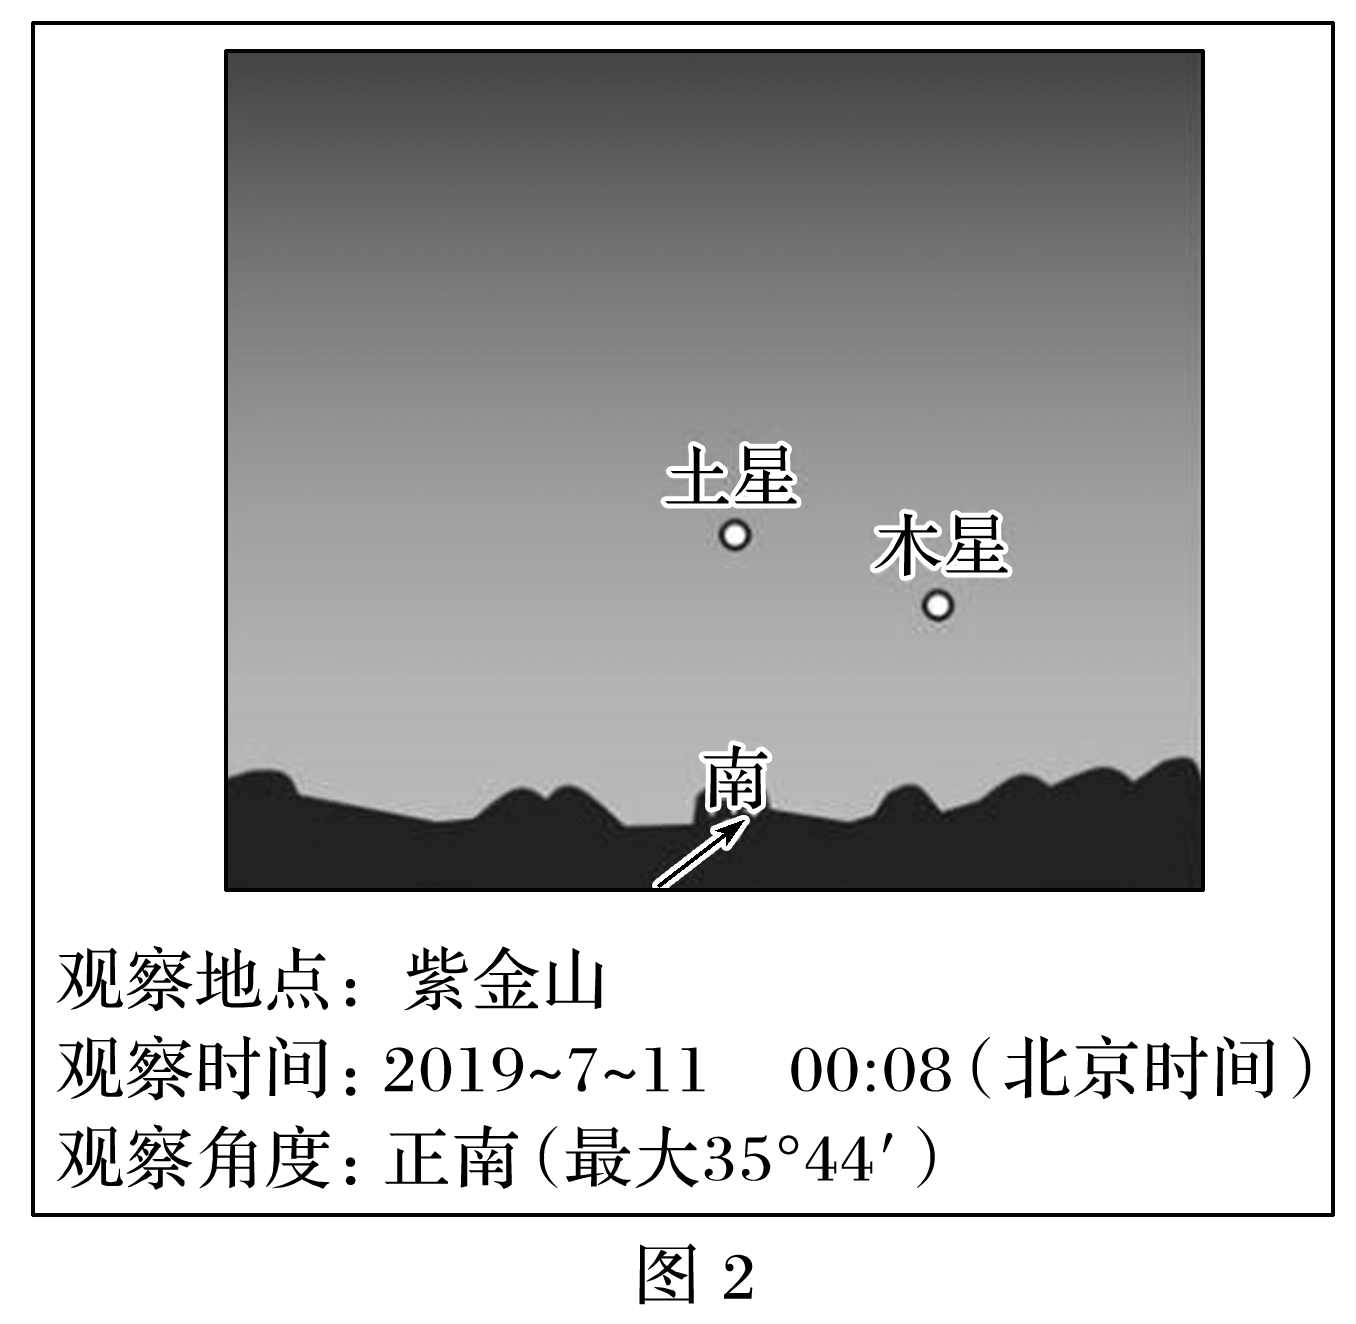 土星
木星
南
观察地点：紫金山
观察时间：2019~7~11 00:08（北京时间）
观察角度：正南（最大35°44′）
图 2